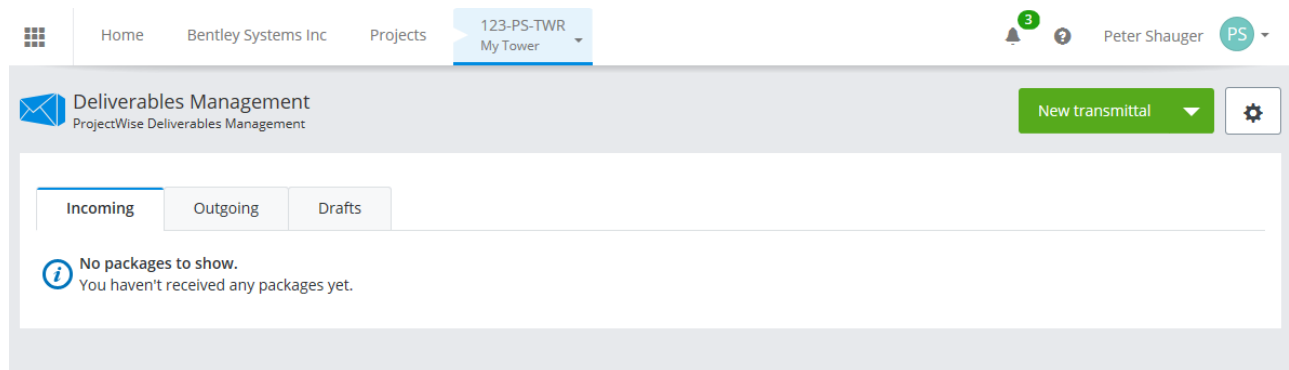 Home Bentley Systems Inc Projects 123-PS-TWR
My Tower
3
Peter Shauger PS
Deliverables Management
ProjectWise Deliverables Management
New transmittal
Incoming Outgoing Drafts
No packages to show.
You haven't received any packages yet.